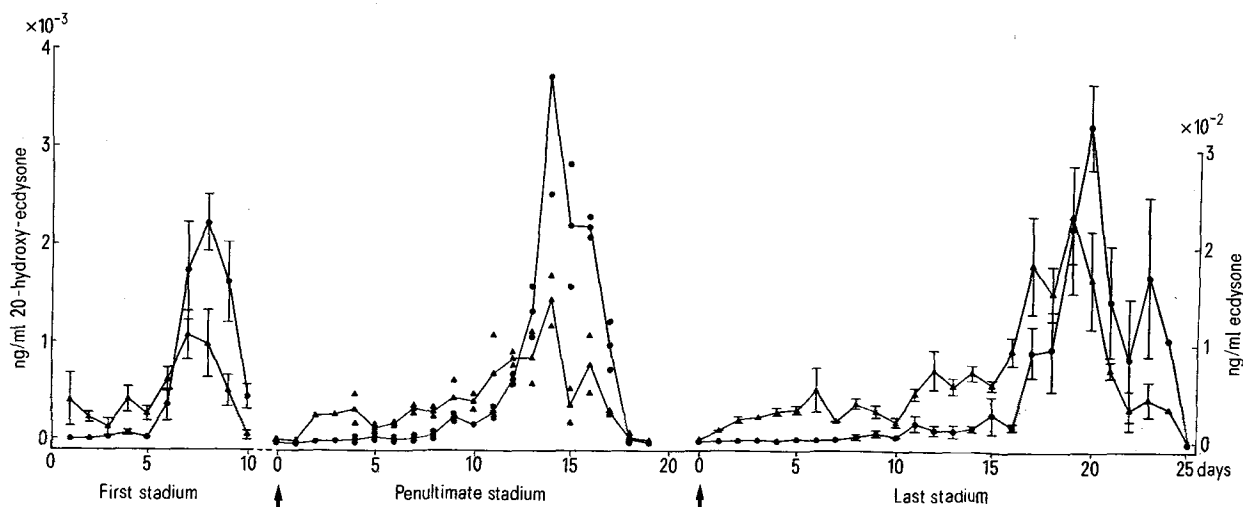 ×10⁻³
4
3
2
1
0
ng/ml 20-hydroxy-ecdysone
×10⁻²
3
2
1
0
ng/ml ecdysone
5 10 0 5 10 15 20 0 5 10 15 20 25 days
First stadium Penultimate stadium Last stadium